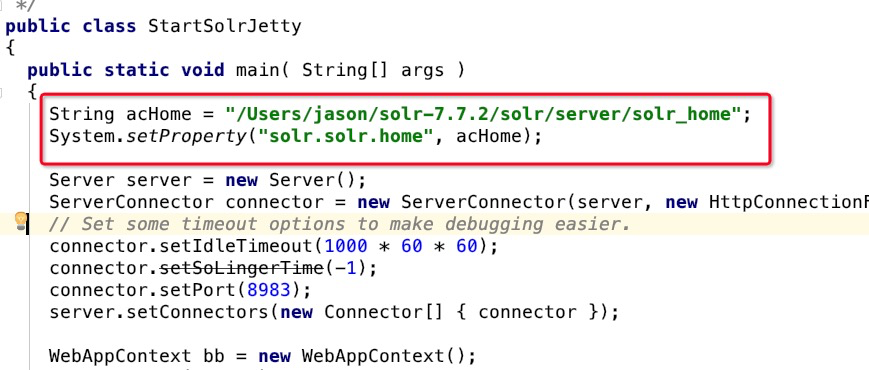 */
public class StartSolrJetty
{
public static void main( String[] args )
{
String acHome = "/Users/jason/solr-7.7.2/solr/server/solr_home";
System.setProperty("solr.solr.home", acHome);
Server server = new Server();
ServerConnector connector = new ServerConnector(server, new HttpConnectionF
// Set some timeout options to make debugging easier.
connector.setIdleTimeout(1000 * 60 * 60);
connector.setSoLingerTime(-1);
connector.setPort(8983);
server.setConnectors(new Connector[] { connector });
WebAppContext bb = new WebAppContext();